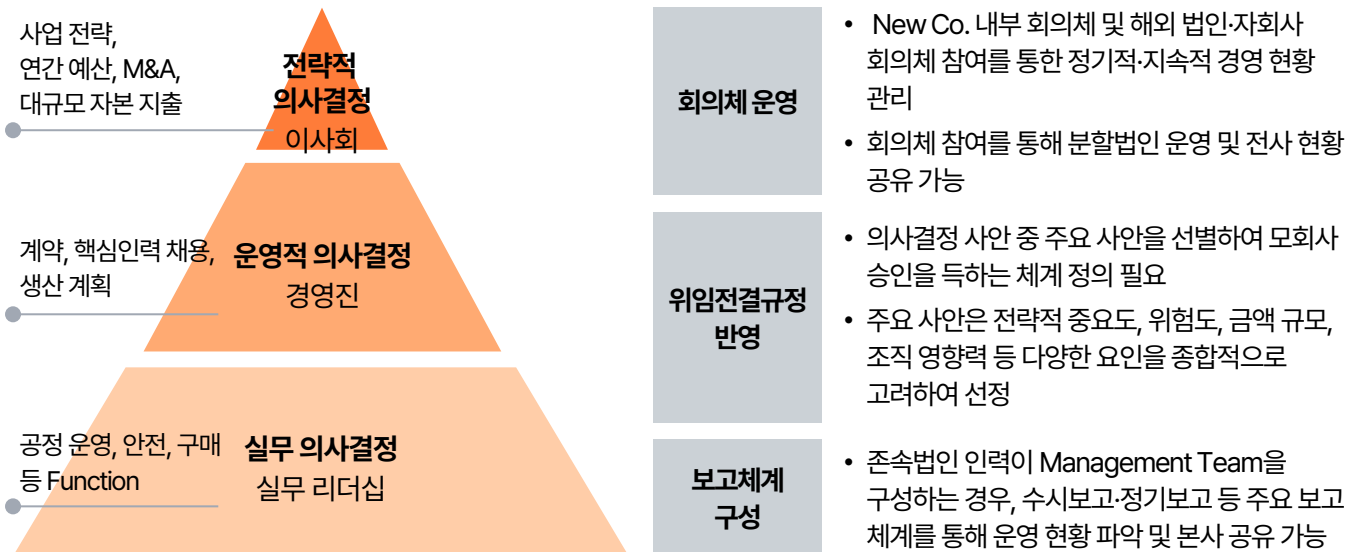 사업 전략,
연간 예산, M&A,
대규모 자본 지출
전략적
의사결정
이사회
계약, 핵심인력 채용,
생산 계획
운영적 의사결정
경영진
공정 운영, 안전, 구매
등 Function
실무 의사결정
실무 리더십
회의체 운영
• New Co. 내부 회의체 및 해외 법인·자회사
회의체 참여를 통한 정기적·지속적 경영 현황
관리
• 회의체 참여를 통해 분할법인 운영 및 전사 현황
공유 가능
위임전결규정
반영
• 의사결정 사안 중 주요 사안을 선별하여 모회사
승인을 득하는 체계 정의 필요
• 주요 사안은 전략적 중요도, 위험도, 금액 규모,
조직 영향력 등 다양한 요인을 종합적으로
고려하여 선정
보고체계
구성
• 존속법인 인력이 Management Team을
구성하는 경우, 수시보고·정기보고 등 주요 보고
체계를 통해 운영 현황 파악 및 본사 공유 가능